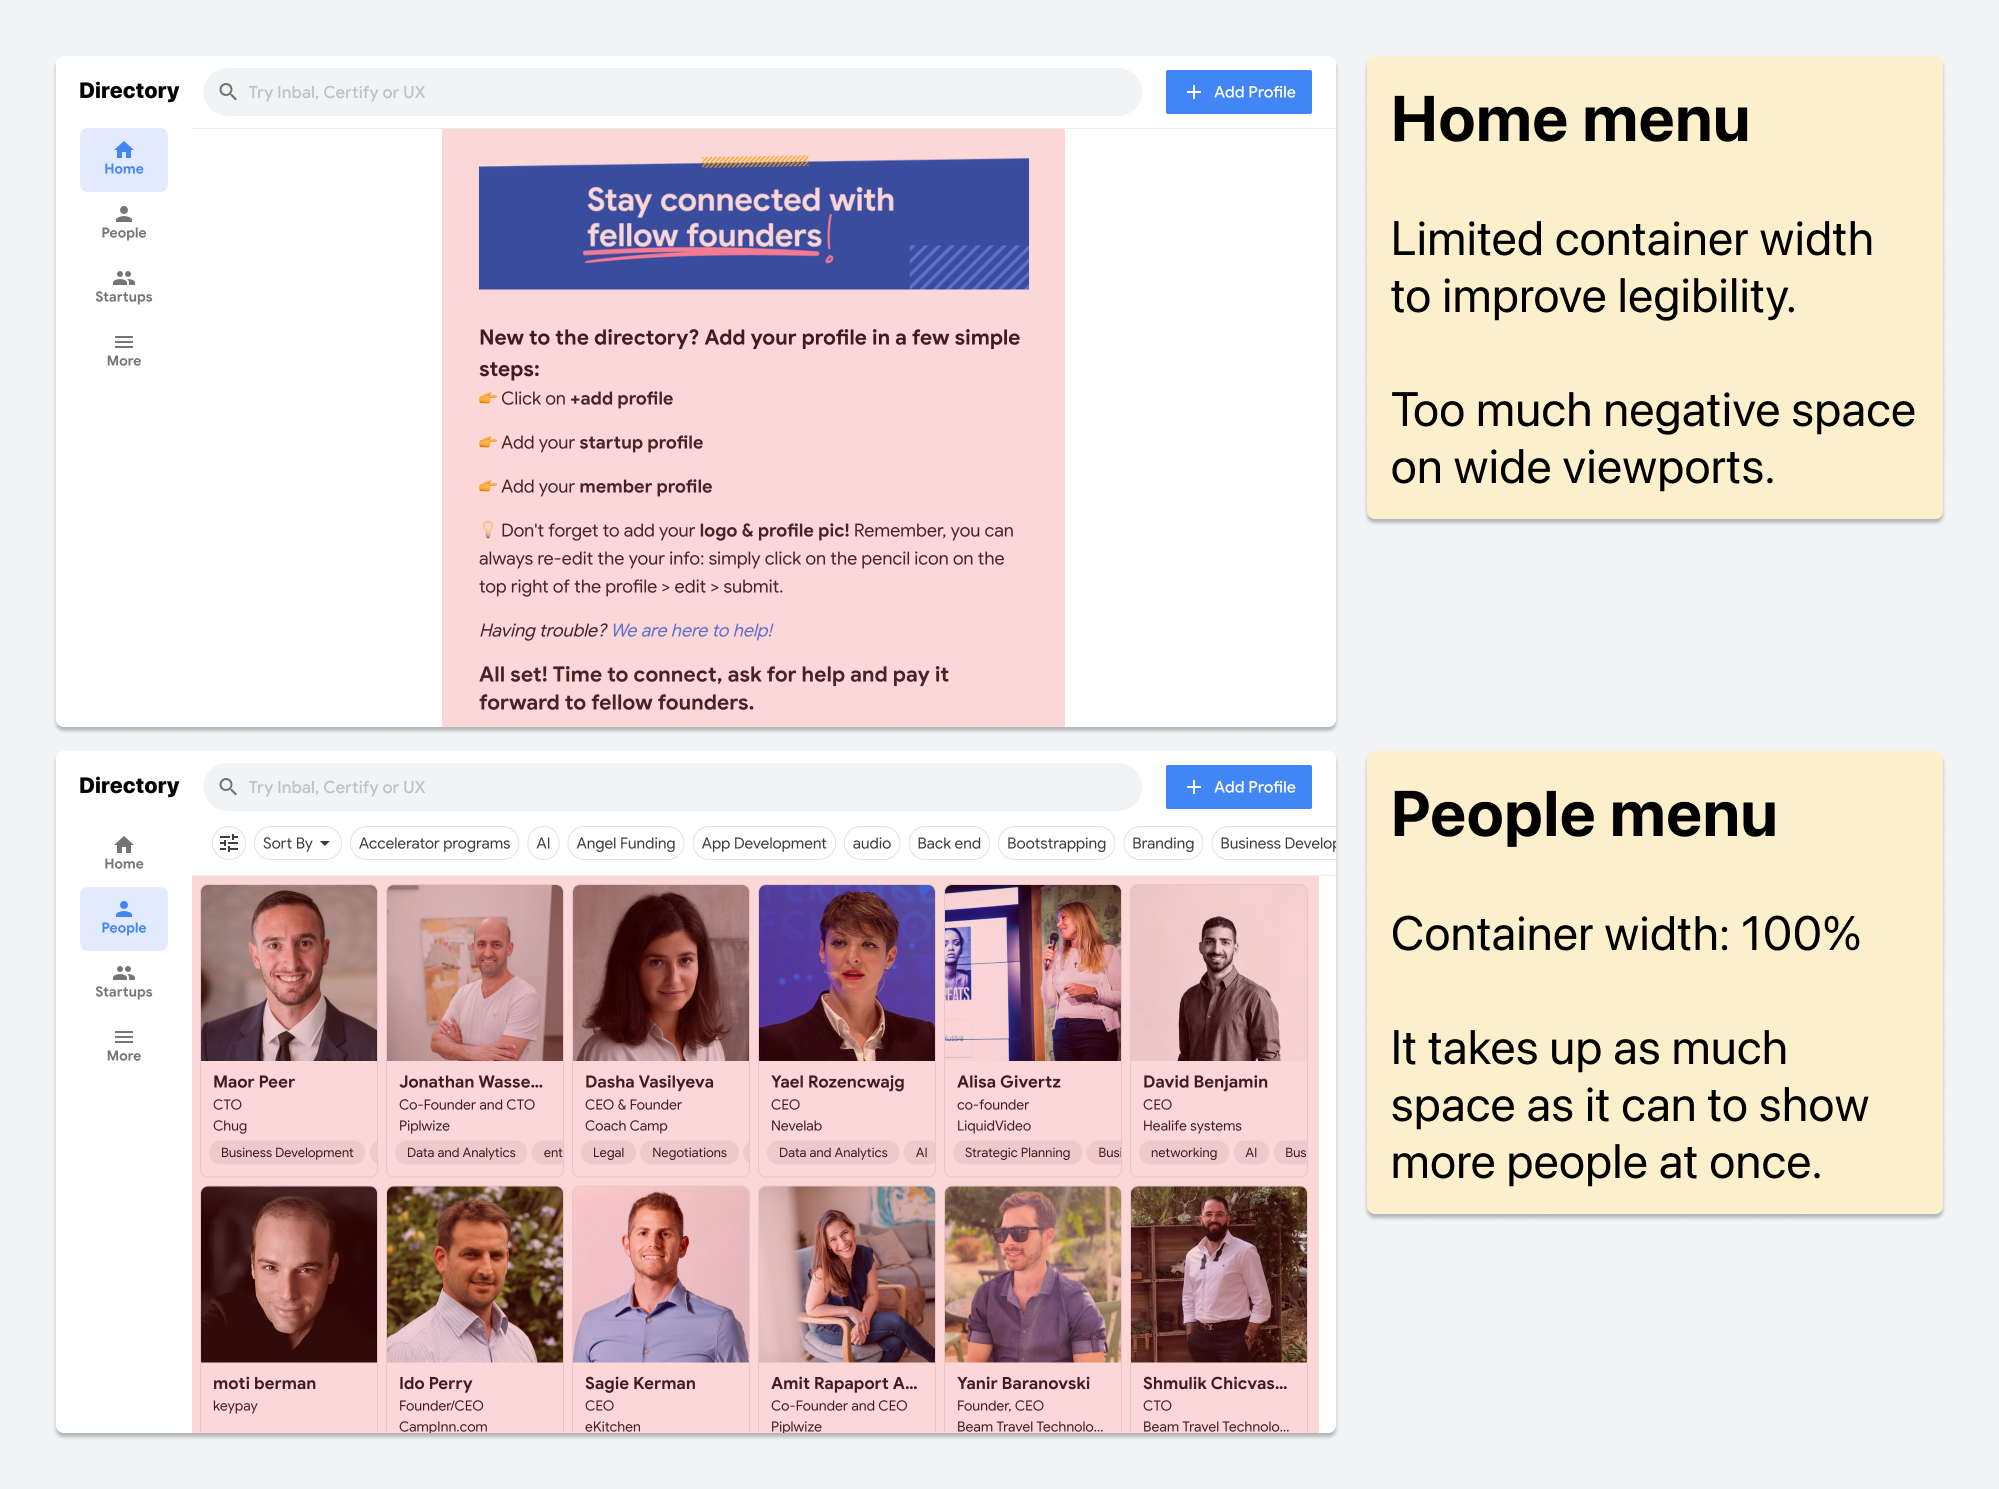 Directory
Try Inbal, Certify or UX
Add Profile
Home
People
Startups
More
Stay connected with
fellow founders!
New to the directory? Add your profile in a few simple
steps:
👉 Click on +add profile
👉 Add your startup profile
👉 Add your member profile
💡 Don't forget to add your logo & profile pic! Remember, you can
always re-edit the your info: simply click on the pencil icon on the
top right of the profile > edit > submit.
Having trouble? We are here to help!
All set! Time to connect, ask for help and pay it
forward to fellow founders.
Home menu
Limited container width
to improve legibility.
Too much negative space
on wide viewports.
Directory
Try Inbal, Certify or UX
Add Profile
Home
People
Startups
More
Sort By
Accelerator programs
AI
Angel Funding
App Development
audio
Back end
Bootstrapping
Branding
Business Develop
Maor Peer
CTO
Chug
Business Development
Jonathan Wasse...
Co-Founder and CTO
Piplwize
Data and Analytics
ent
Dasha Vasilyeva
CEO & Founder
Coach Camp
Legal
Negotiations
Yael Rozencwajg
CEO
Nevelab
Data and Analytics
AI
Alisa Givertz
co-founder
LiquidVideo
Strategic Planning
Busi
David Benjamin
CEO
Healife systems
networking
AI
Bus
moti berman
keypay
Ido Perry
Founder/CEO
CampInn.com
Sagie Kerman
CEO
eKitchen
Amit Rapaport A...
Co-Founder and CEO
Piplwize
Yanir Baranovski
Founder, CEO
Beam Travel Technolo...
Shmulik Chicvas...
CTO
Beam Travel Technolo...
People menu
Container width: 100%
It takes up as much
space as it can to show
more people at once.